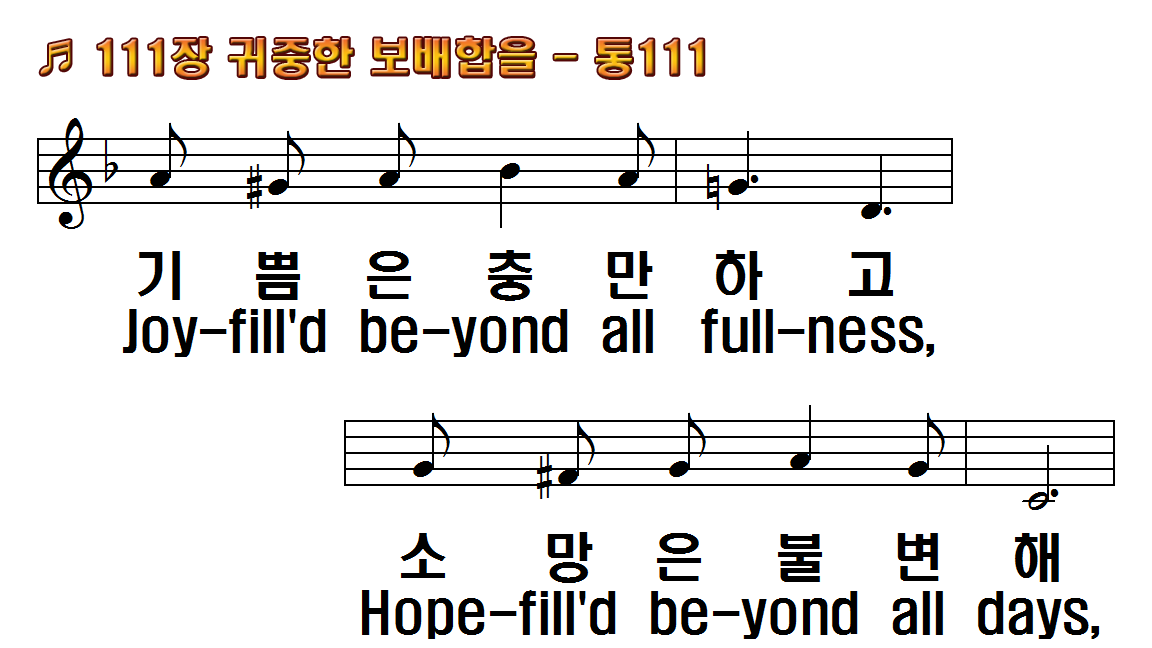 111장 귀중한 보배합을 - 통111
기 쁨 은 충 만 하 고
Joy-fill'd be-yond all full-ness,
소 망 은 불 변 해
Hope-fill'd be-yond all days,